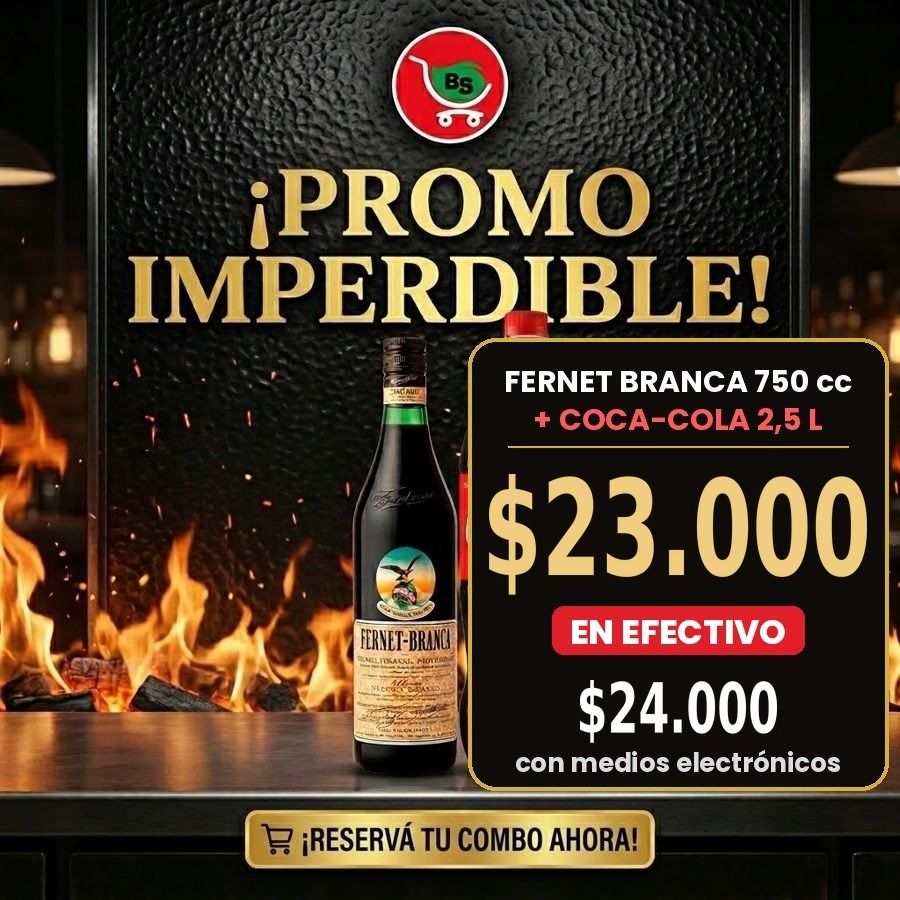 BS
¡PROMO
IMPERDIBLE!
FERNET BRANCA 750 cc
+ COCA-COLA 2,5 L
$23.000
EN EFECTIVO
$24.000
con medios electrónicos
FERNET-BRANCA
¡RESERVÁ TU COMBO AHORA!